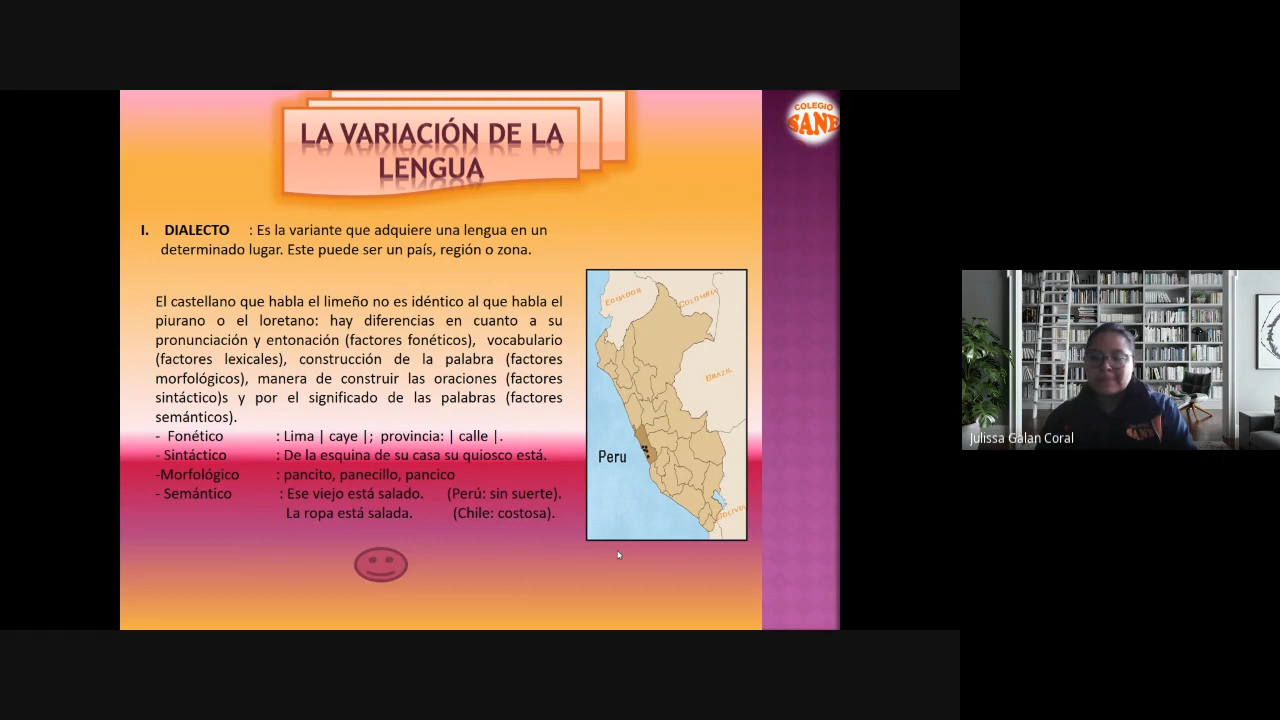 LA VARIACIÓN DE LA
LENGUA
COLEGIO
SANE
I. DIALECTO : Es la variante que adquiere una lengua en un
determinado lugar. Este puede ser un país, región o zona.
El castellano que habla el limeño no es idéntico al que habla el
piurano o el loretano: hay diferencias en cuanto a su
pronunciación y entonación (factores fonéticos), vocabulario
(factores lexicales), construcción de la palabra (factores
morfológicos), manera de construir las oraciones (factores
sintáctico)s y por el significado de las palabras (factores
semánticos).
- Fonético : Lima | caye |; provincia: | calle |.
- Sintáctico : De la esquina de su casa su quiosco está.
-Morfológico : pancito, panecillo, pancico
- Semántico : Ese viejo está salado. (Perú: sin suerte).
La ropa está salada. (Chile: costosa).
ECUADOR
COLOMBIA
BRAZIL
Peru
BOLIVIA
Julissa Galan Coral